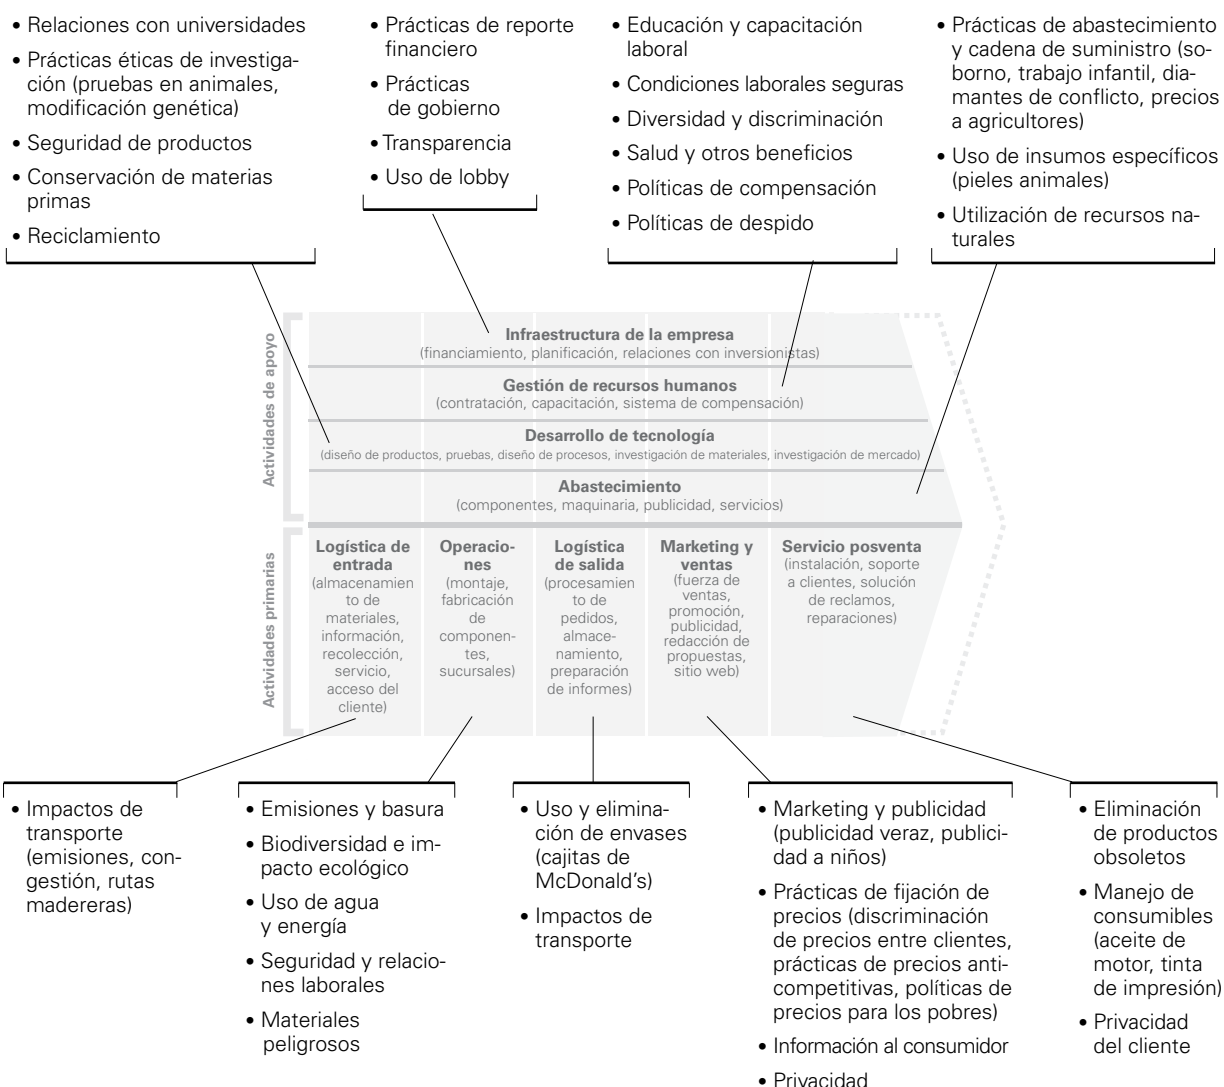 • Relaciones con universidades
• Prácticas éticas de investiga-
ción (pruebas en animales,
modificación genética)
• Seguridad de productos
• Conservación de materias
primas
• Reciclamiento
• Prácticas de reporte
financiero
• Prácticas
de gobierno
• Transparencia
• Uso de lobby
• Educación y capacitación
laboral
• Condiciones laborales seguras
• Diversidad y discriminación
• Salud y otros beneficios
• Políticas de compensación
• Políticas de despido
• Prácticas de abastecimiento
y cadena de suministro (so-
borno, trabajo infantil, dia-
mantes de conflicto, precios
a agricultores)
• Uso de insumos específicos
(pieles animales)
• Utilización de recursos na-
turales
Actividades de apoyo
Infraestructura de la empresa
(financiamiento, planificación, relaciones con inversionistas)
Gestión de recursos humanos
(contratación, capacitación, sistema de compensación)
Desarrollo de tecnología
(diseño de productos, pruebas, diseño de procesos, investigación de materiales, investigación de mercado)
Abastecimiento
(componentes, maquinaria, publicidad, servicios)
Actividades primarias
Logística de
entrada
(almacenamien
to de
materiales,
información,
recolección,
servicio,
acceso del
cliente)
Operacio-
nes
(montaje,
fabricación
de
componen-
tes,
sucursales)
Logística
de salida
(procesamien
to de
pedidos,
almace-
namiento,
preparación
de informes)
Marketing y
ventas
(fuerza de
ventas,
promoción,
publicidad,
redacción de
propuestas,
sitio web)
Servicio posventa
(instalación, soporte
a clientes, solución
de reclamos,
reparaciones)
• Impactos de
transporte
(emisiones, con-
gestión, rutas
madereras)
• Emisiones y basura
• Biodiversidad e im-
pacto ecológico
• Uso de agua
y energía
• Seguridad y relacio-
nes laborales
• Materiales
peligrosos
• Uso y elimina-
ción de envases
(cajitas de
McDonald's)
• Impactos de
transporte
• Marketing y publicidad
(publicidad veraz, publici-
dad a niños)
• Prácticas de fijación de
precios (discriminación
de precios entre clientes,
prácticas de precios anti-
competitivas, políticas de
precios para los pobres)
• Información al consumidor
• Privacidad
• Eliminación
de productos
obsoletos
• Manejo de
consumibles
(aceite de
motor, tinta
de impresión)
• Privacidad
del cliente